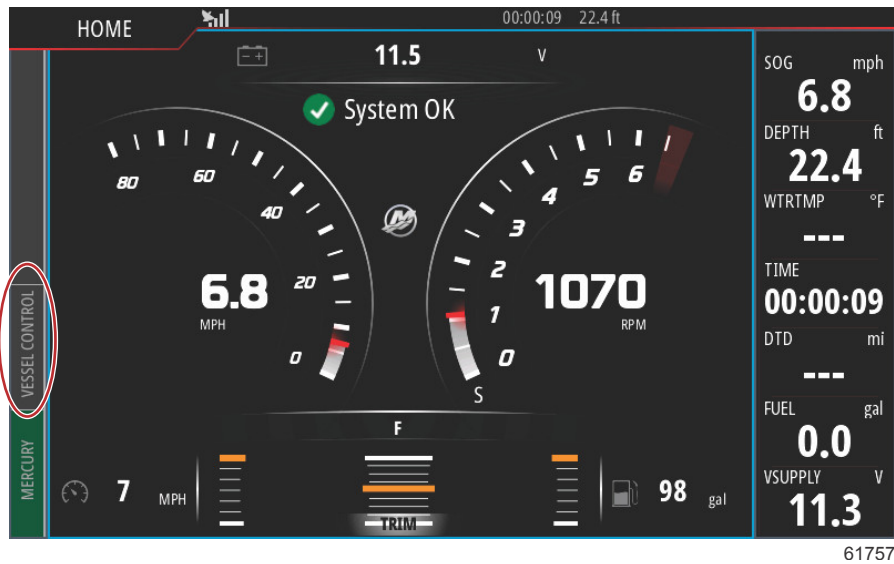 HOME
00:00:09 22.4 ft
11.5 V
System OK
80
60
40
20
0
6.8
MPH
6
5
4
3
2
1
0
S
1070
RPM
F
7 MPH
TRIM
98 gal
VESSEL CONTROL
MERCURY
SOG mph
6.8
DEPTH ft
22.4
WTRTMP °F
---
TIME
00:00:09
DTD mi
---
FUEL gal
0.0
VSUPPLY V
11.3
61757